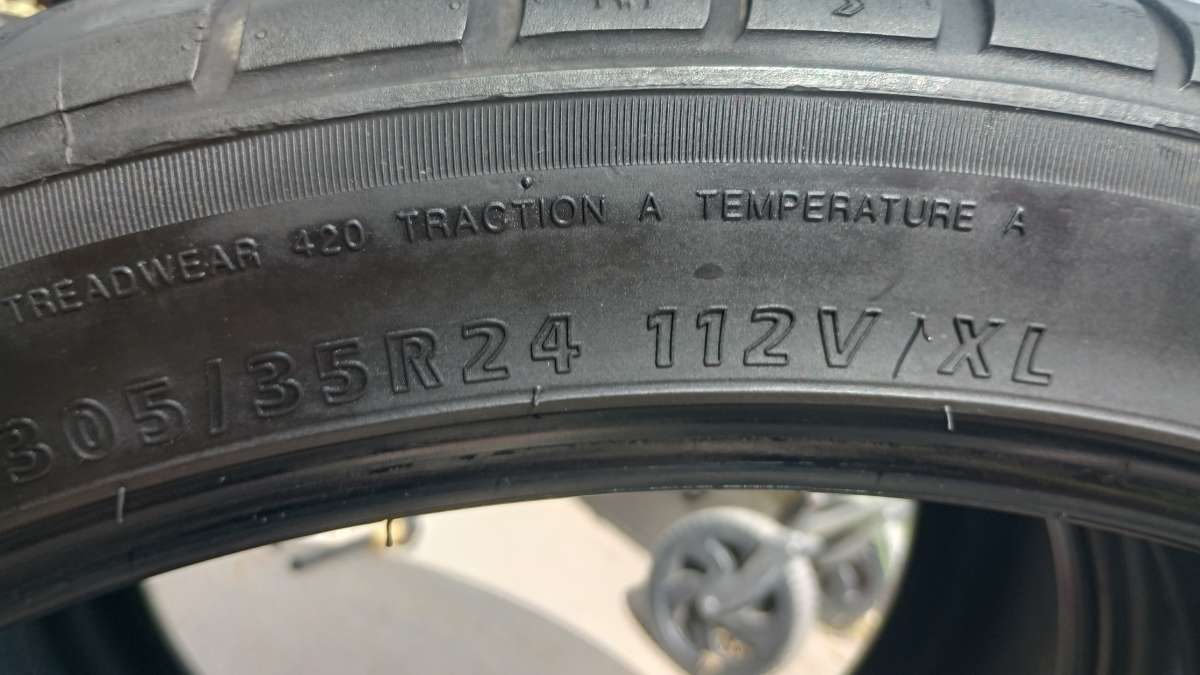 TREADWEAR 420 TRACTION A TEMPERATURE A
305/35R24 112V/XL